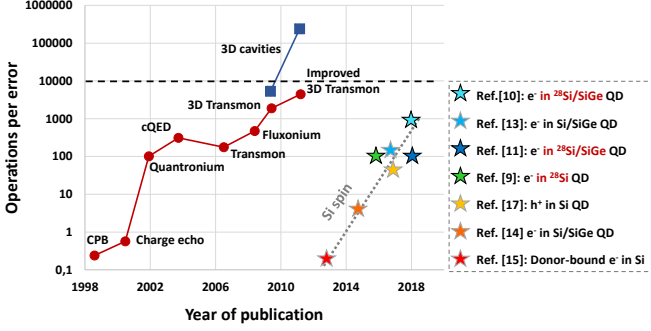 1000000
100000
10000
1000
100
10
1
0,1
Operations per error
1998
2002
2006
2010
2014
2018
Year of publication
3D cavities
Improved
3D Transmon
3D Transmon
cQED
Fluxonium
Transmon
Quantronium
CPB
Charge echo
Si spin
Ref.[10]: e- in 28Si/SiGe QD
Ref.[13]: e- in Si/SiGe QD
Ref.[11]: e- in 28Si/SiGe QD
Ref.[9]: e- in 28Si QD
Ref. [17]: h+ in Si QD
Ref. [14] e- in Si/SiGe QD
Ref. [15]: Donor-bound e- in Si